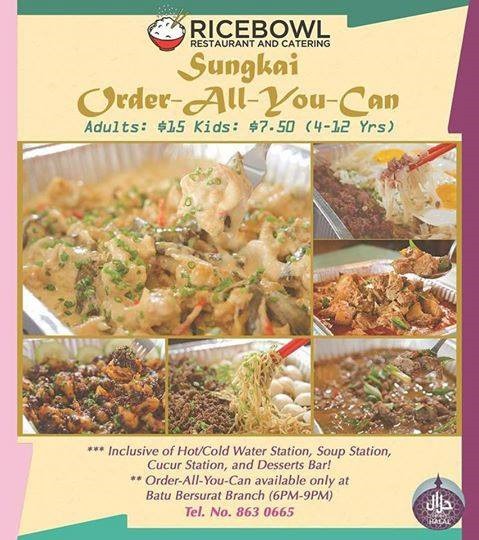 RICEBOWL
RESTAURANT AND CATERING
Sungkai
Order-All-You-Can
Adults: $15 Kids: $7.50 (4-12 Yrs)
*** Inclusive of Hot/Cold Water Station, Soup Station,
Cucur Station, and Desserts Bar!
** Order-All-You-Can available only at
Batu Bersurat Branch (6PM-9PM)
Tel. No. 863 0665
حلال
HALAL